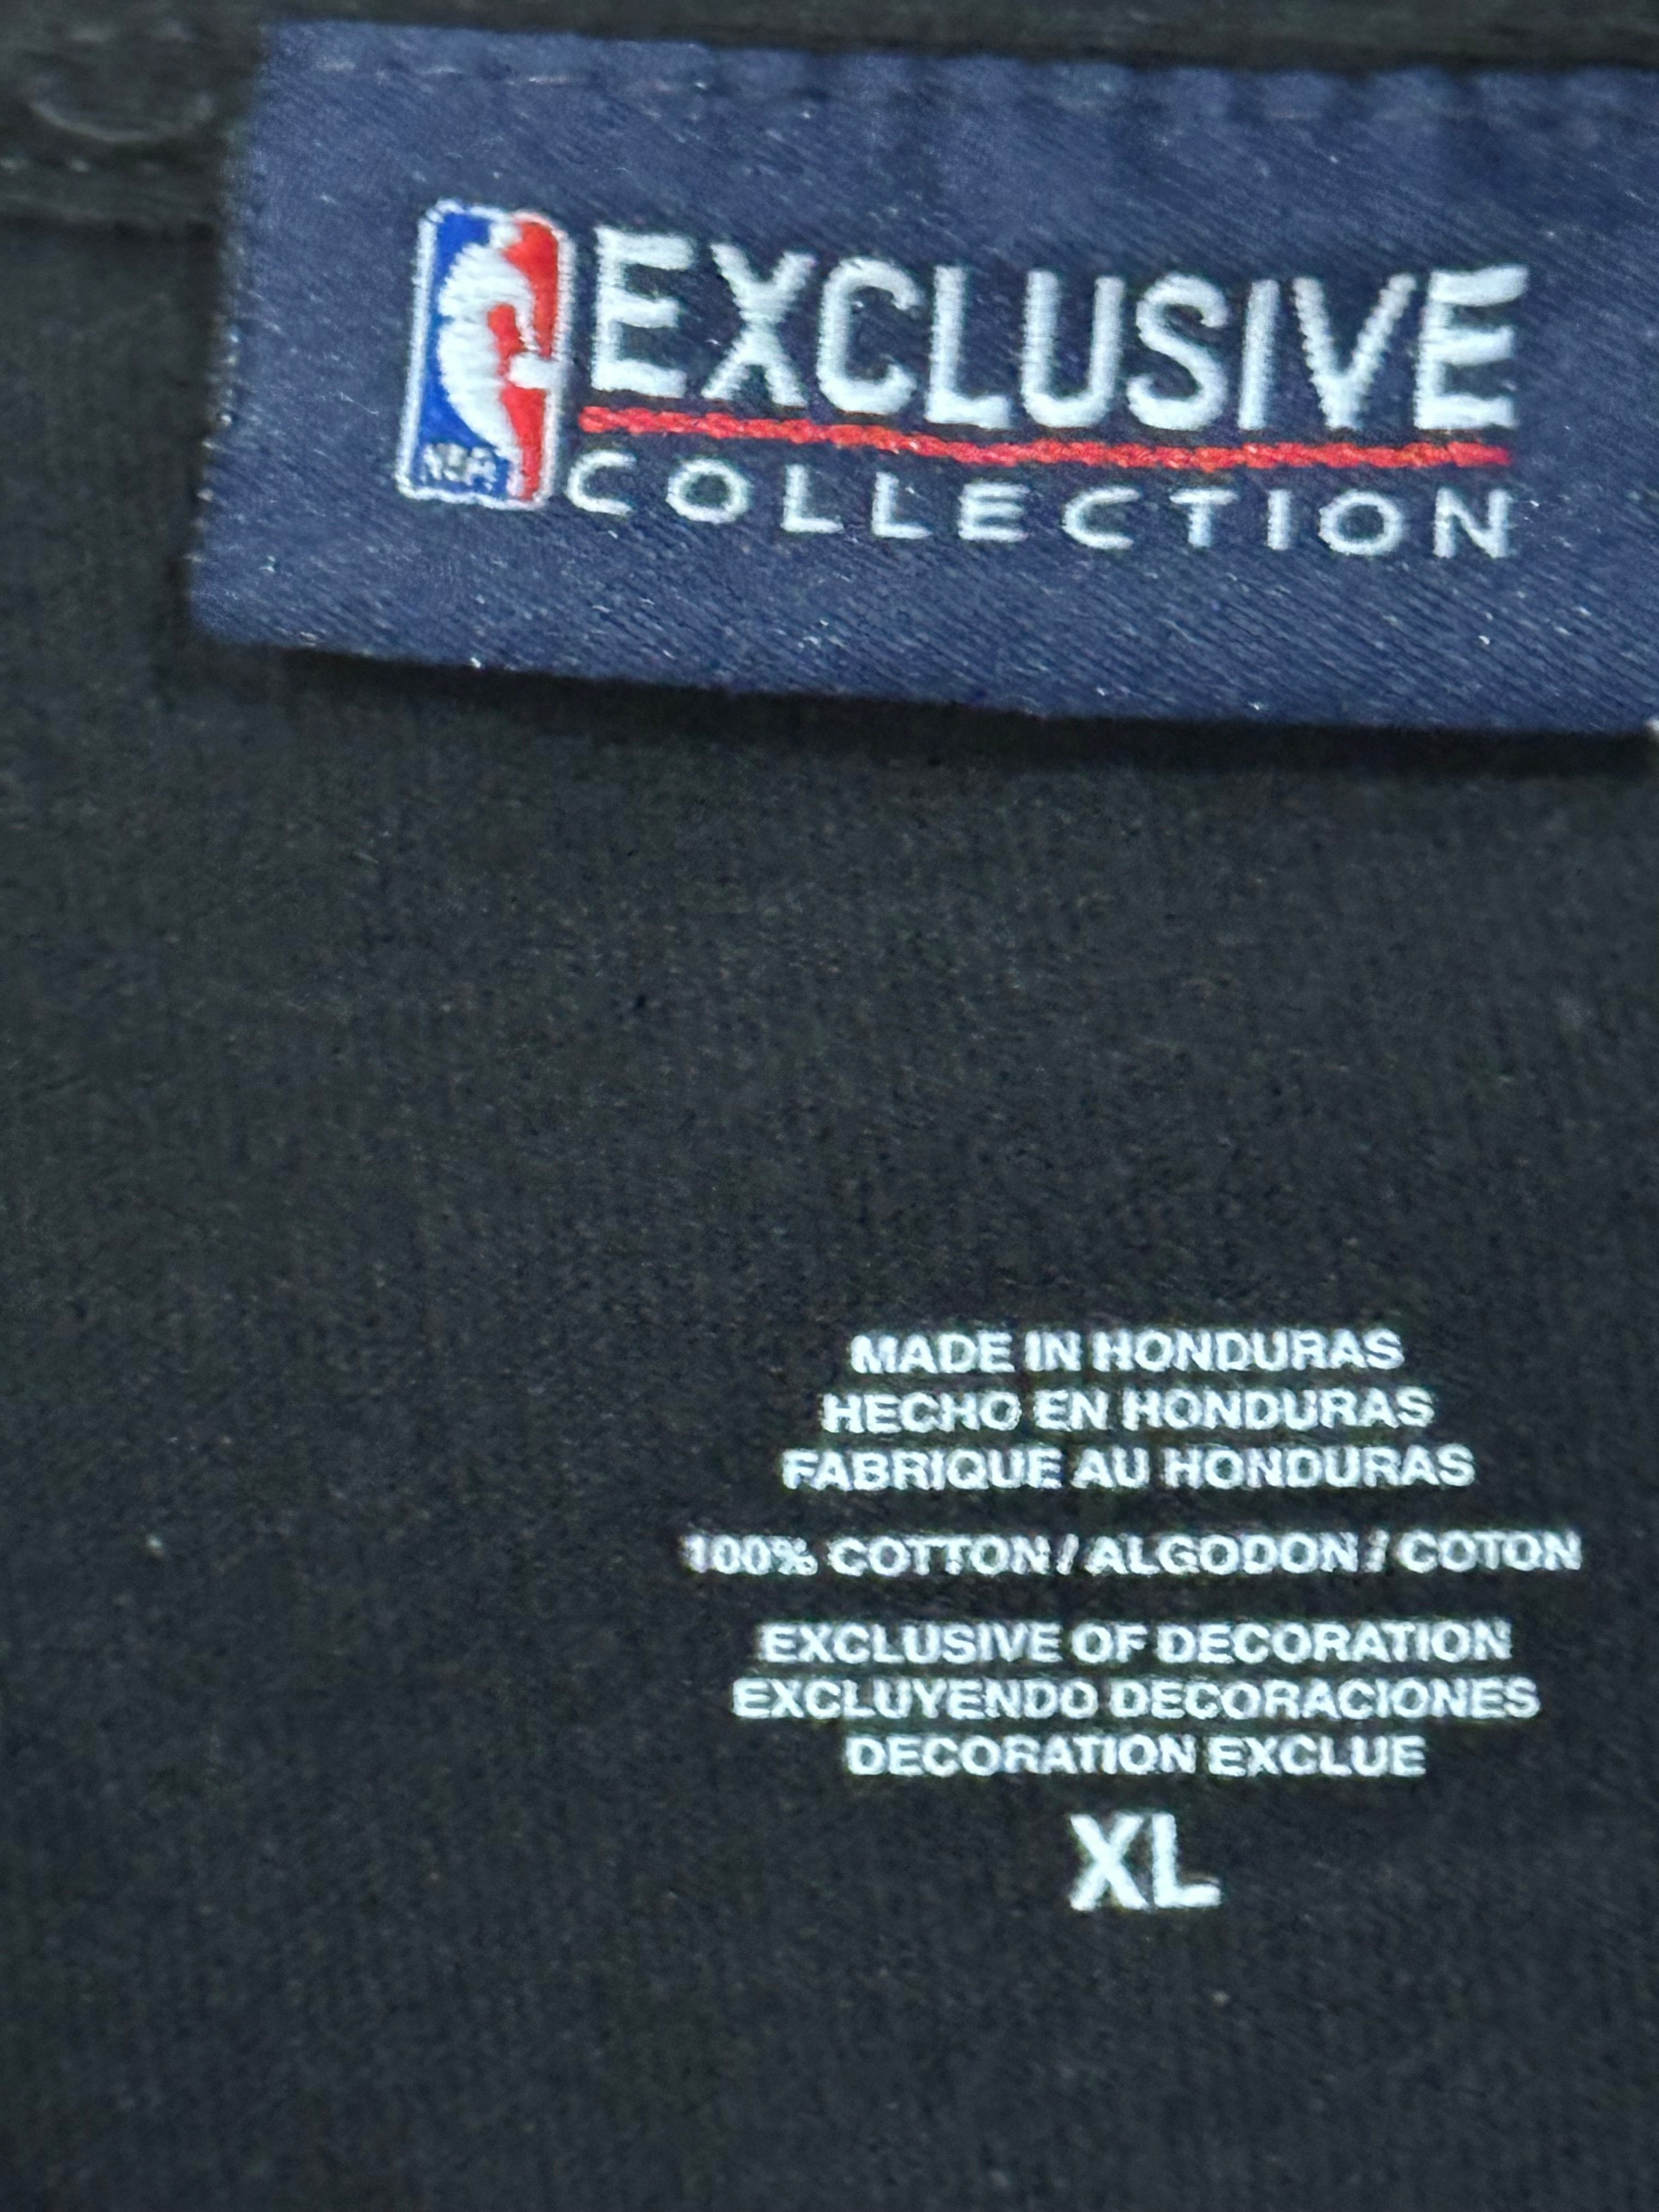 NBA
EXCLUSIVE
COLLECTION
MADE IN HONDURAS
HECHO EN HONDURAS
FABRIQUE AU HONDURAS
100% COTTON / ALGODON / COTON
EXCLUSIVE OF DECORATION
EXCLUYENDO DECORACIONES
DECORATION EXCLUE
XL